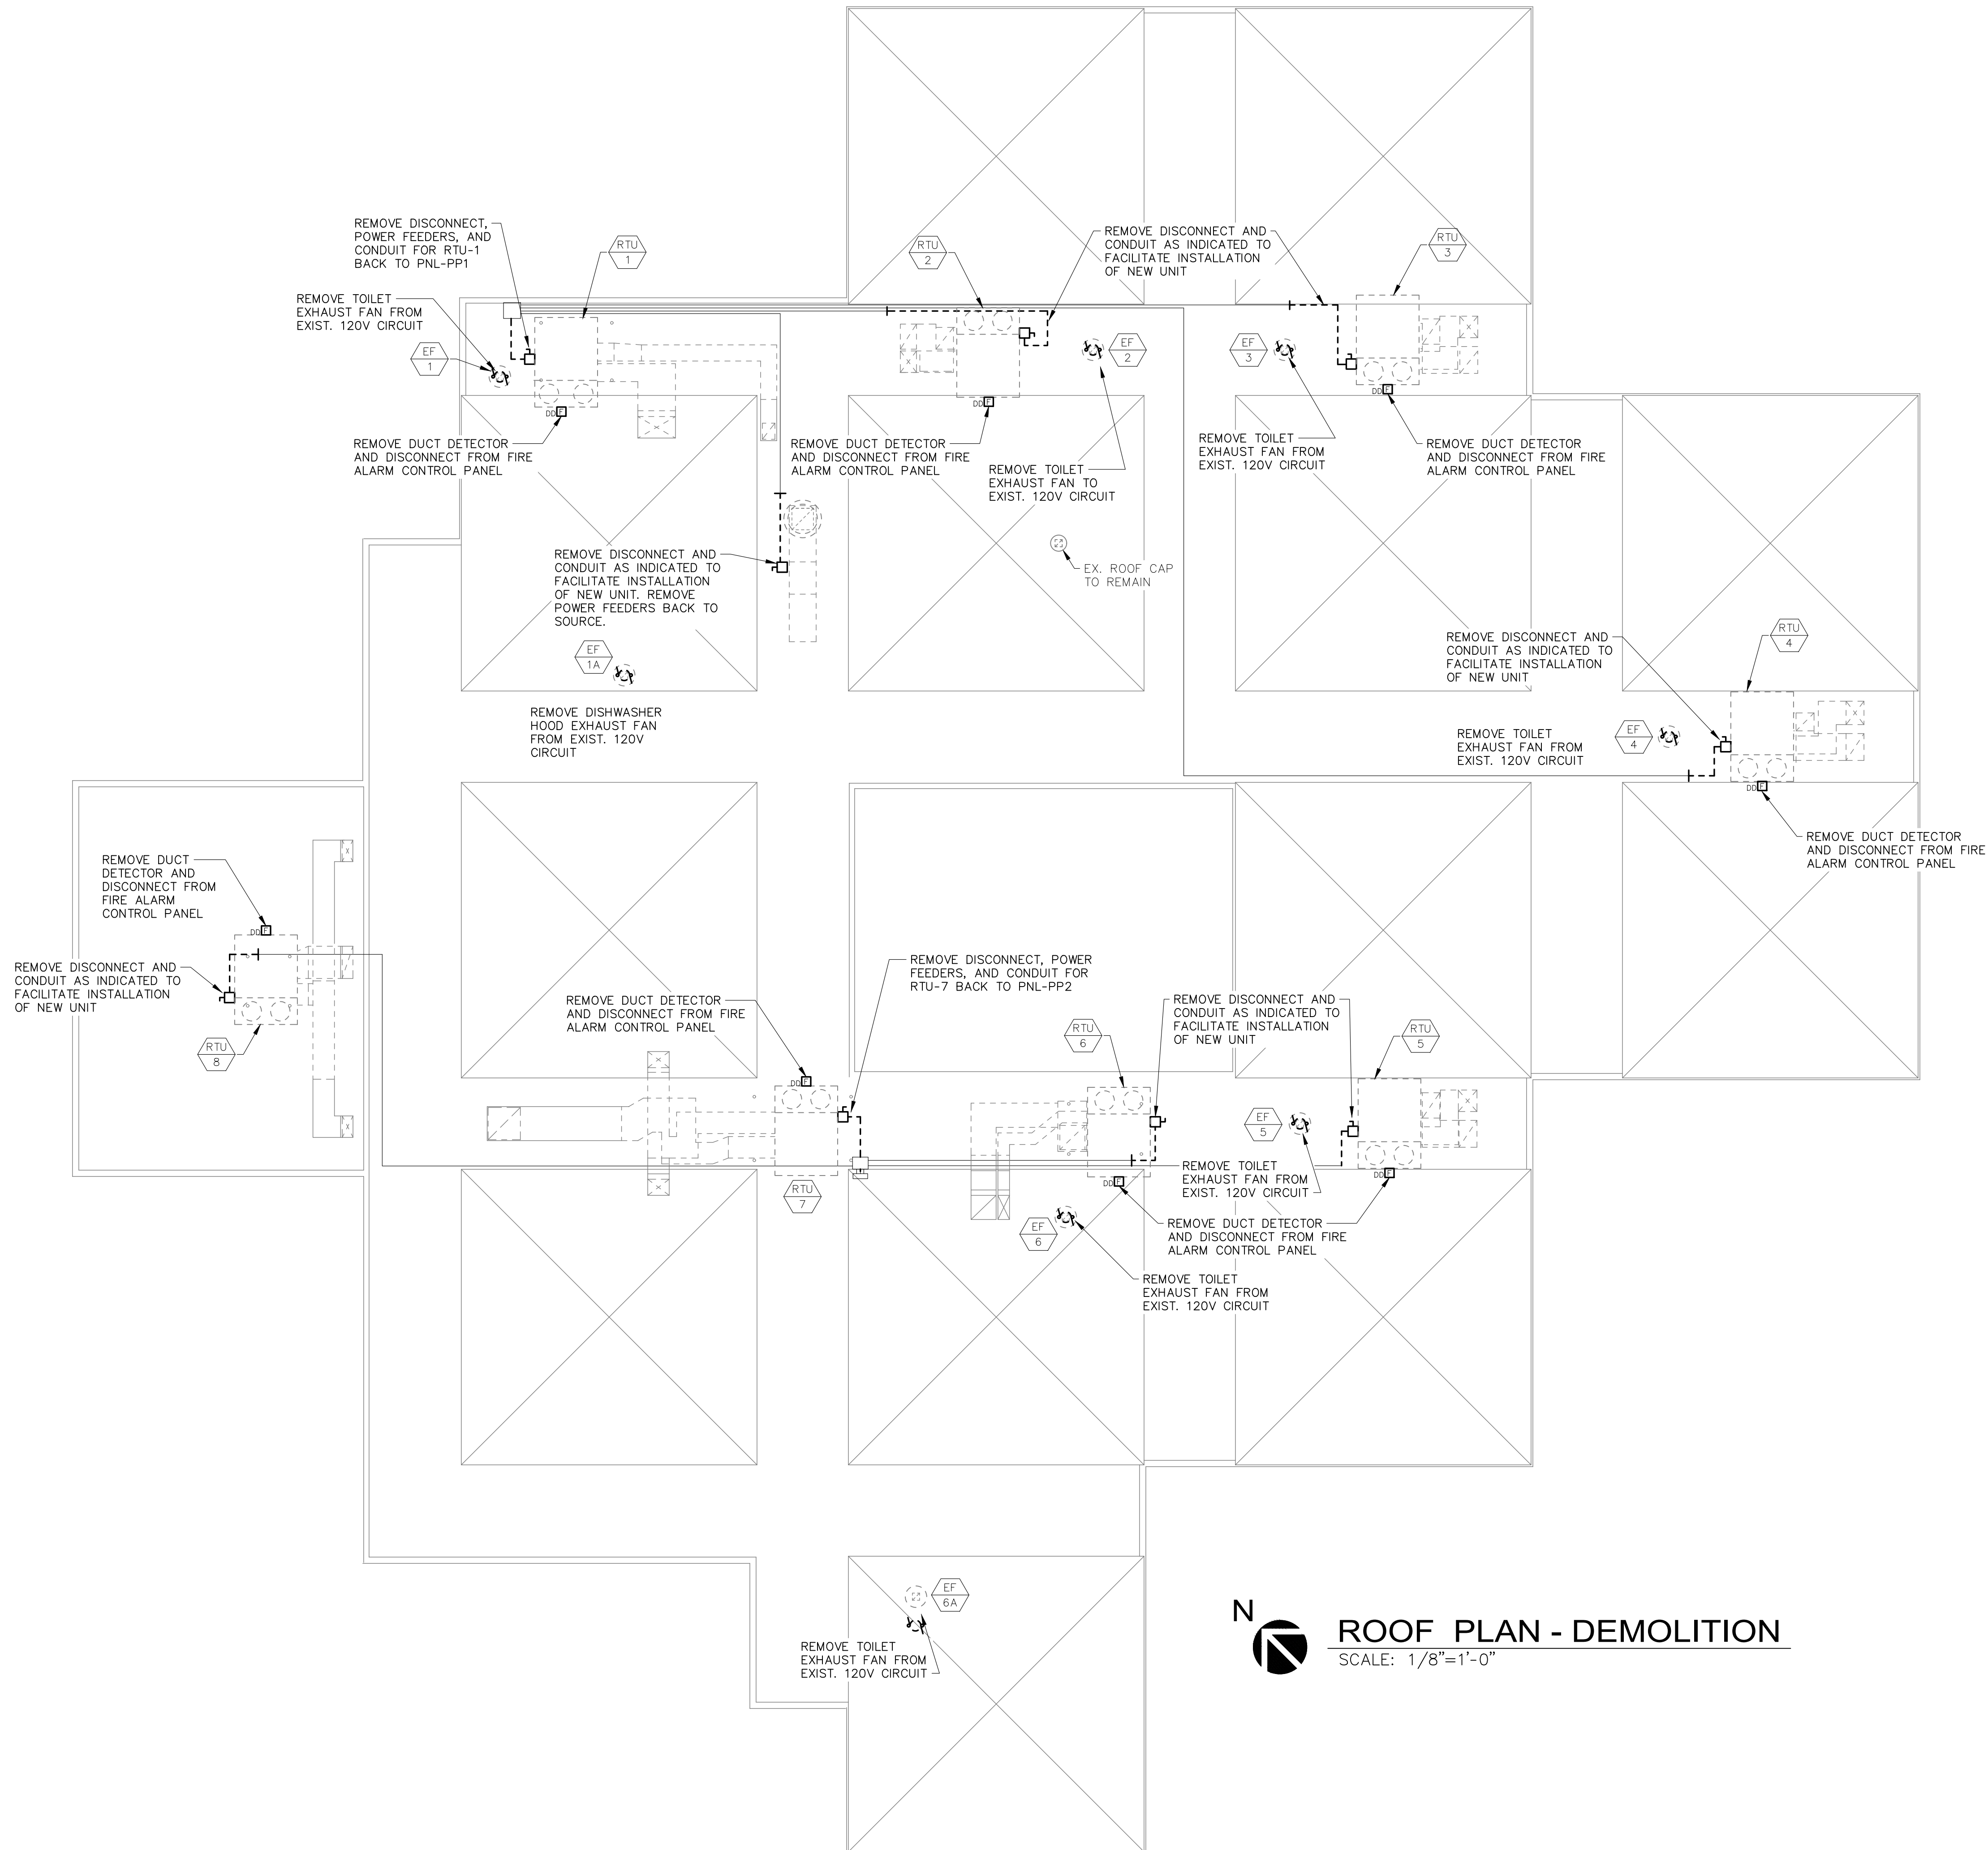 REMOVE DISCONNECT,
POWER FEEDERS, AND
CONDUIT FOR RTU-1
BACK TO PNL-PP1
RTU
1
RTU
2
REMOVE DISCONNECT AND
CONDUIT AS INDICATED TO
FACILITATE INSTALLATION
OF NEW UNIT
RTU
3
REMOVE TOILET
EXHAUST FAN FROM
EXIST. 120V CIRCUIT
EF
1
EF
2
EF
3
DD F
DD F
DD F
REMOVE DUCT DETECTOR
AND DISCONNECT FROM FIRE
ALARM CONTROL PANEL
REMOVE DUCT DETECTOR
AND DISCONNECT FROM FIRE
ALARM CONTROL PANEL
REMOVE TOILET
EXHAUST FAN TO
EXIST. 120V CIRCUIT
REMOVE TOILET
EXHAUST FAN FROM
EXIST. 120V CIRCUIT
REMOVE DUCT DETECTOR
AND DISCONNECT FROM FIRE
ALARM CONTROL PANEL
REMOVE DISCONNECT AND
CONDUIT AS INDICATED TO
FACILITATE INSTALLATION
OF NEW UNIT. REMOVE
POWER FEEDERS BACK TO
SOURCE.
EX. ROOF CAP
TO REMAIN
EF
1A
REMOVE DISHWASHER
HOOD EXHAUST FAN
FROM EXIST. 120V
CIRCUIT
REMOVE DISCONNECT AND
CONDUIT AS INDICATED TO
FACILITATE INSTALLATION
OF NEW UNIT
RTU
4
REMOVE TOILET
EXHAUST FAN FROM
EXIST. 120V CIRCUIT
EF
4
DD F
REMOVE DUCT DETECTOR
AND DISCONNECT FROM FIRE
ALARM CONTROL PANEL
REMOVE DUCT
DETECTOR AND
DISCONNECT FROM
FIRE ALARM
CONTROL PANEL
DD F
REMOVE DISCONNECT AND
CONDUIT AS INDICATED TO
FACILITATE INSTALLATION
OF NEW UNIT
RTU
8
REMOVE DUCT DETECTOR
AND DISCONNECT FROM FIRE
ALARM CONTROL PANEL
REMOVE DISCONNECT, POWER
FEEDERS, AND CONDUIT FOR
RTU-7 BACK TO PNL-PP2
REMOVE DISCONNECT AND
CONDUIT AS INDICATED TO
FACILITATE INSTALLATION
OF NEW UNIT
RTU
6
RTU
5
DD F
EF
5
RTU
7
DD F
DD F
REMOVE TOILET
EXHAUST FAN FROM
EXIST. 120V CIRCUIT
EF
6
REMOVE DUCT DETECTOR
AND DISCONNECT FROM FIRE
ALARM CONTROL PANEL
REMOVE TOILET
EXHAUST FAN FROM
EXIST. 120V CIRCUIT
EF
6A
REMOVE TOILET
EXHAUST FAN FROM
EXIST. 120V CIRCUIT
N
ROOF PLAN - DEMOLITION
SCALE: 1/8"=1'-0"